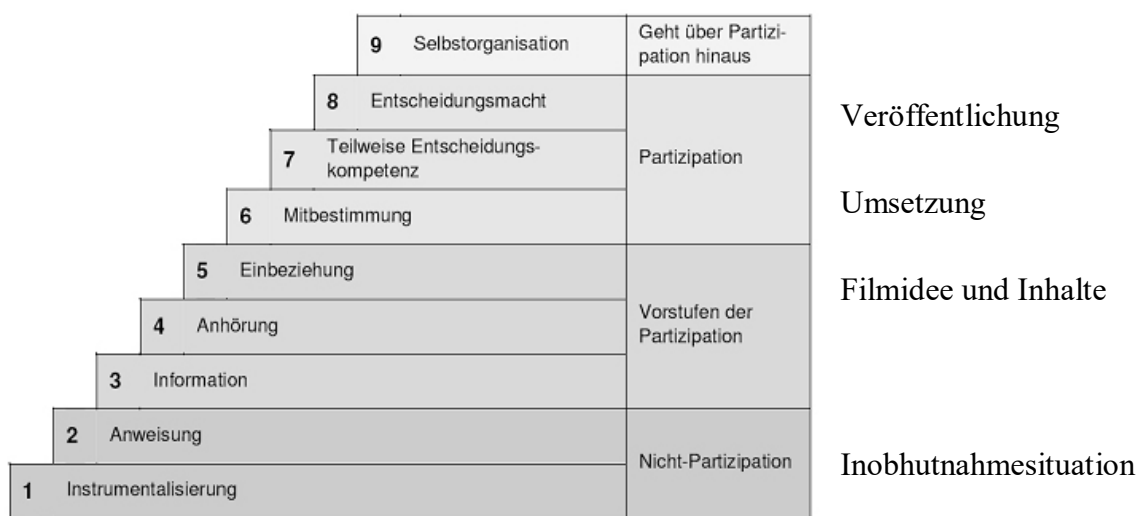 9 Selbstorganisation
Geht über Partizi-
pation hinaus
8 Entscheidungsmacht
7 Teilweise Entscheidungs-
kompetenz
6 Mitbestimmung
Partizipation
5 Einbeziehung
4 Anhörung
3 Information
Vorstufen der
Partizipation
2 Anweisung
1 Instrumentalisierung
Nicht-Partizipation
Veröffentlichung
Umsetzung
Filmidee und Inhalte
Inobhutnahmesituation